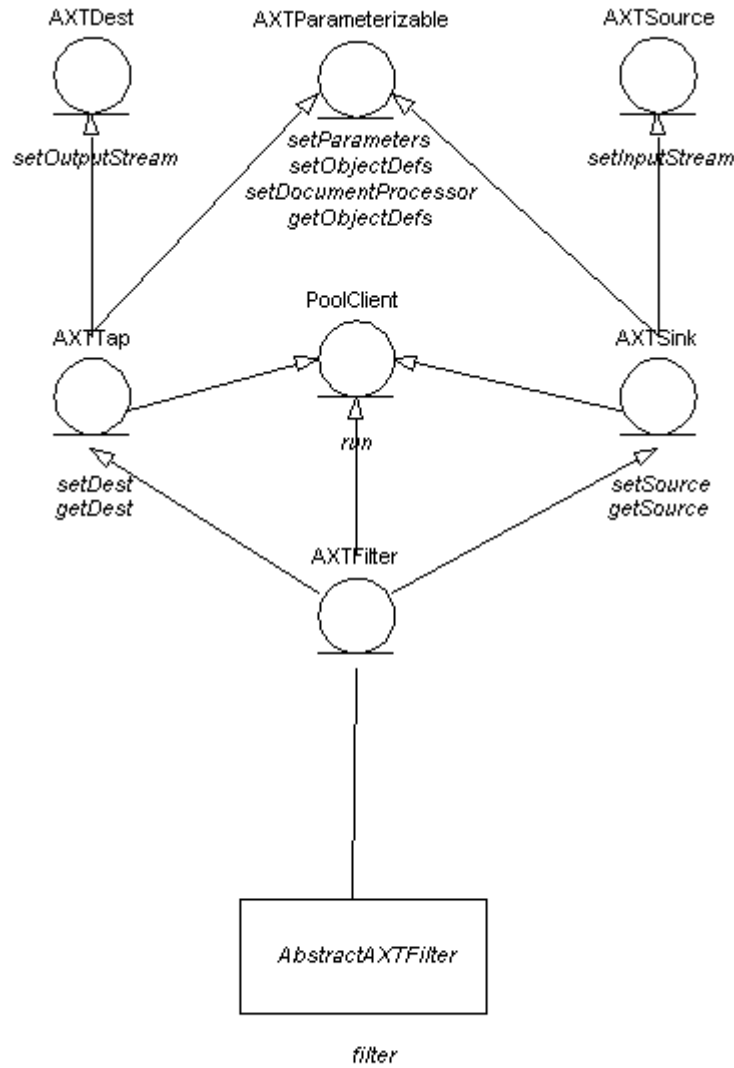 AXTDest
AXTParameterizable
AXTSource
setOutputStream
setParameters
setObjectDefs
setDocumentProcessor
getObjectDefs
setInputStream
PoolClient
AXTTap
AXTSink
run
setDest
getDest
setSource
getSource
AXTFilter
AbstractAXTFilter
filter